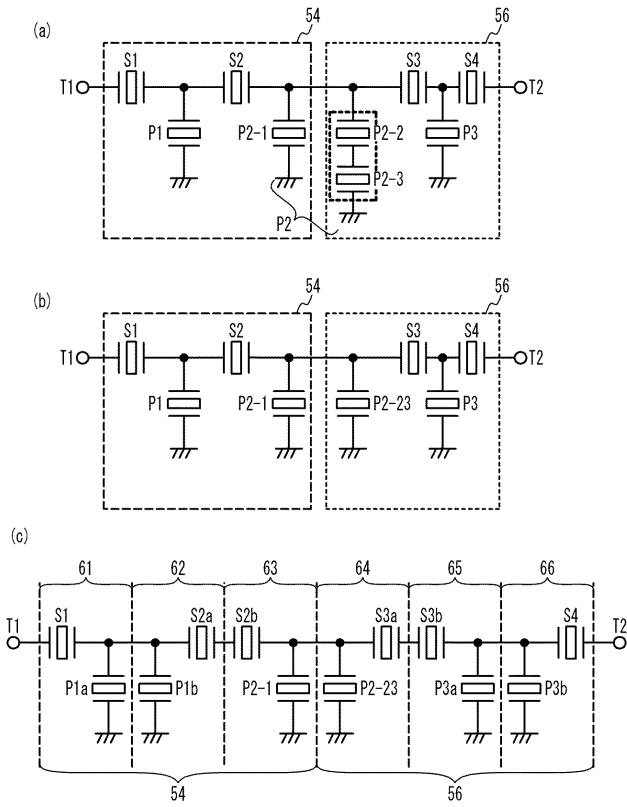 (a)
54
56
S1
S2
S3
S4
T1
T2
P1
P2-1
P2-2
P3
P2-3
P2
(b)
54
56
S1
S2
S3
S4
T1
T2
P1
P2-1
P2-23
P3
(c)
61
62
63
64
65
66
T1
S1
S2a
S2b
S3a
S3b
S4
T2
P1a
P1b
P2-1
P2-23
P3a
P3b
54
56